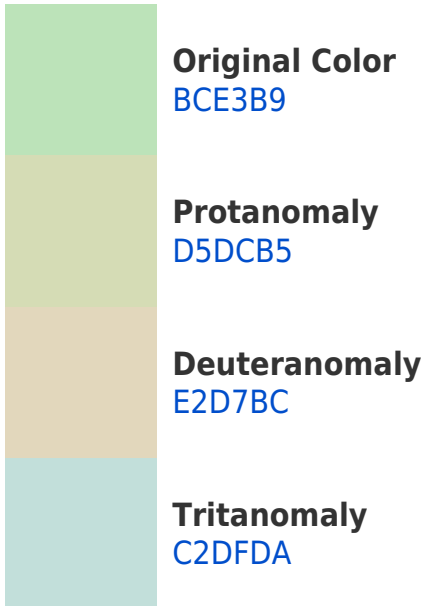 Original Color
BCE3B9
Protanomaly
D5DCB5
Deuteranomaly
E2D7BC
Tritanomaly
C2DFDA